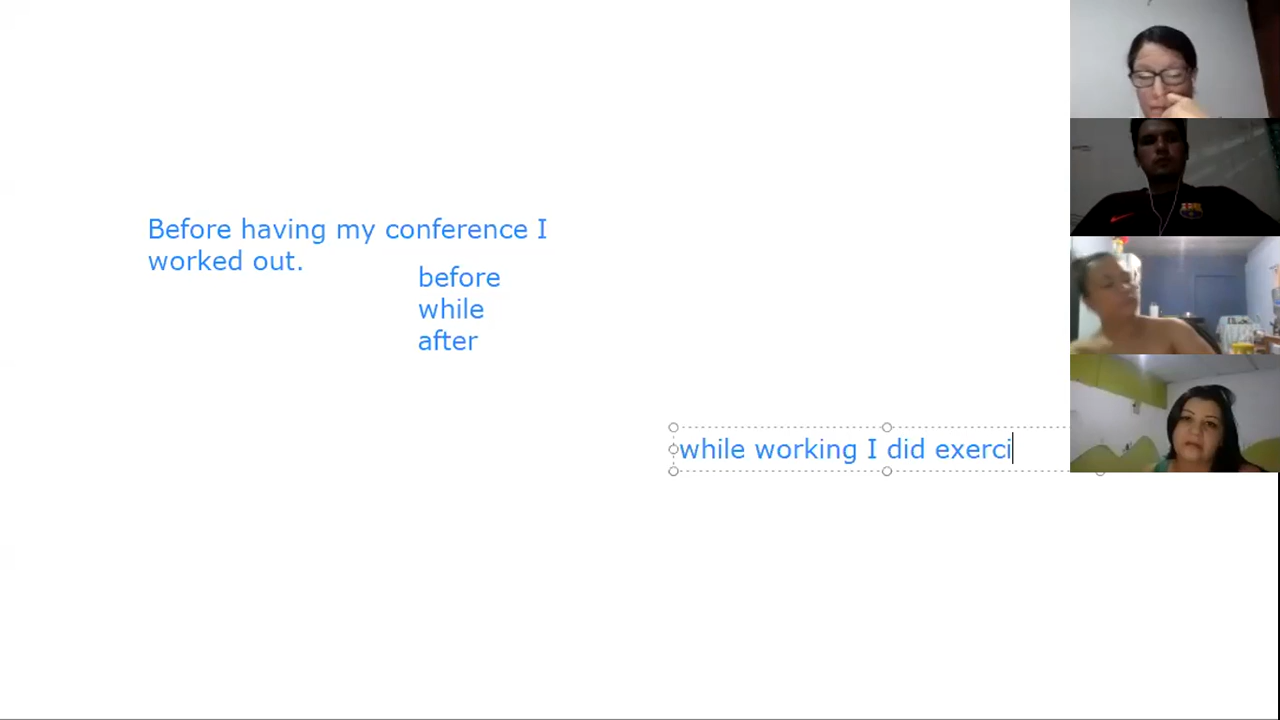 Before having my conference I
worked out.
before
while
after
while working I did exerci